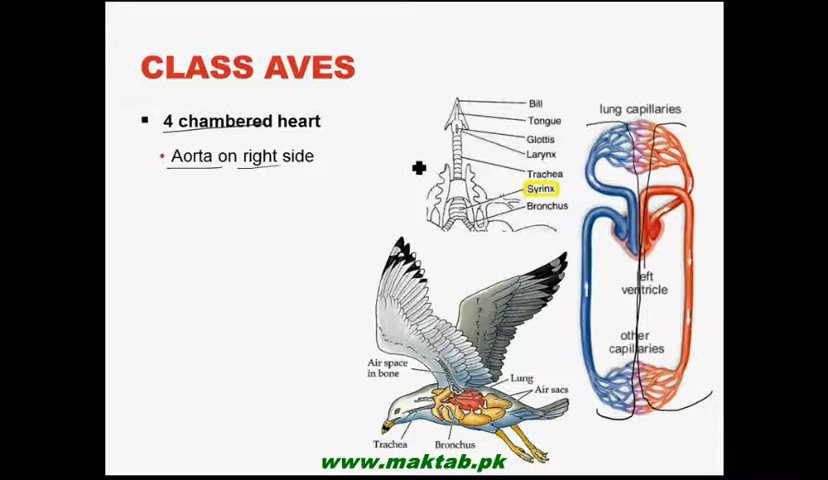 CLASS AVES
▪ 4 chambered heart
• Aorta on right side
Bill
Tongue
Glottis
Larynx
Trachea
Syrinx
Bronchus
lung capillaries
left
ventricle
other
capillaries
Air space
in bone
Lung
Air sacs
Trachea
Bronchus
www.maktab.pk